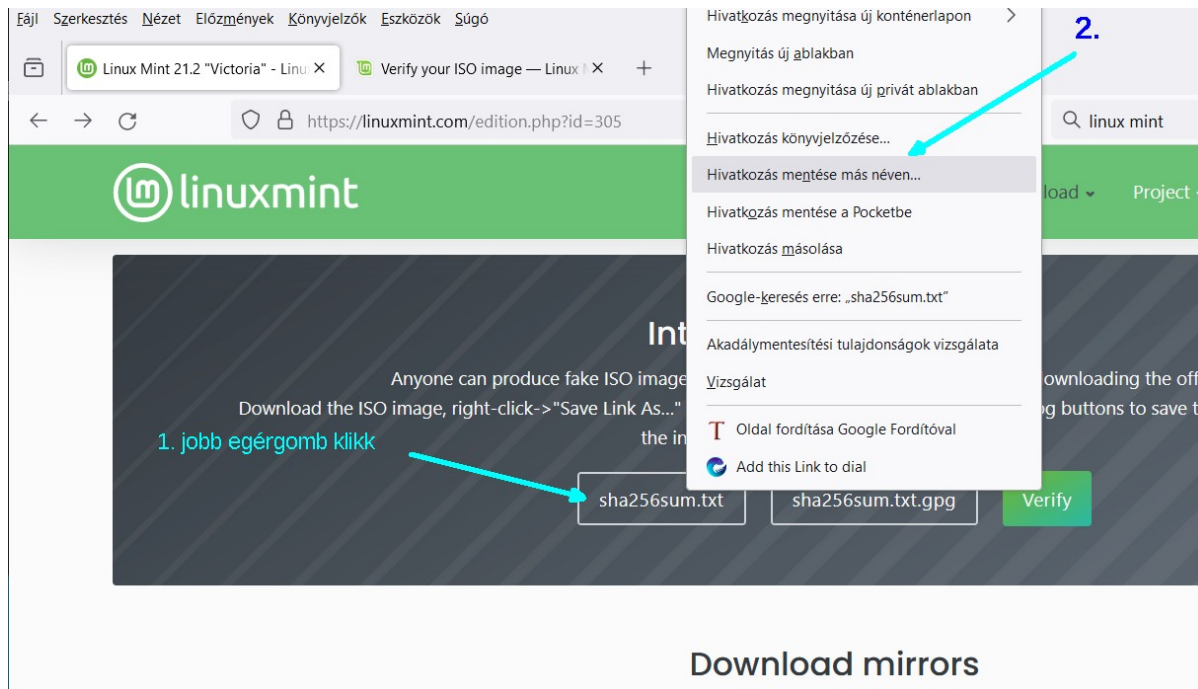 Fájl Szerkesztés Nézet Előzmények Könyvjelzők Eszközök Súgó
Hivatkozás megnyitása új konténerlapon
2.
Linux Mint 21.2 "Victoria" - Linu
Verify your ISO image — Linux
Megnyitás új ablakban
Hivatkozás megnyitása új privát ablakban
https://linuxmint.com/edition.php?id=305
linux mint
Hivatkozás könyvjelzőzése...
linuxmint
Hivatkozás mentése más néven...
load
Project
Hivatkozás mentése a Pocketbe
Hivatkozás másolása
Google-keresés erre: „sha256sum.txt”
Int
Akadálymentesítési tulajdonságok vizsgálata
Anyone can produce fake ISO image
Vizsgálat
ownloading the off
Download the ISO image, right-click->"Save Link As..."
g buttons to save t
1. jobb egérgomb klikk
the in
Oldal fordítása Google Fordítóval
Add this Link to dial
sha256sum.txt
sha256sum.txt.gpg
Verify
Download mirrors